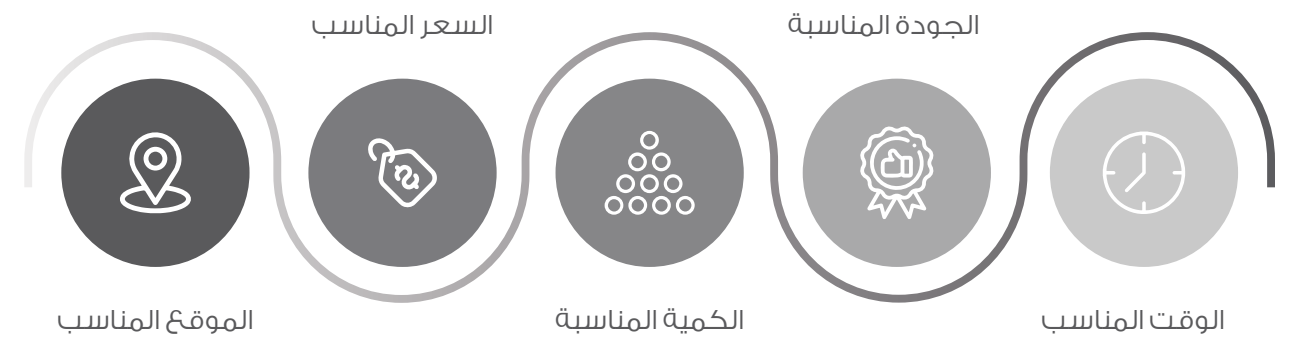 الوقت المناسب
الجودة المناسبة
الكمية المناسبة
السعر المناسب
الموقع المناسب